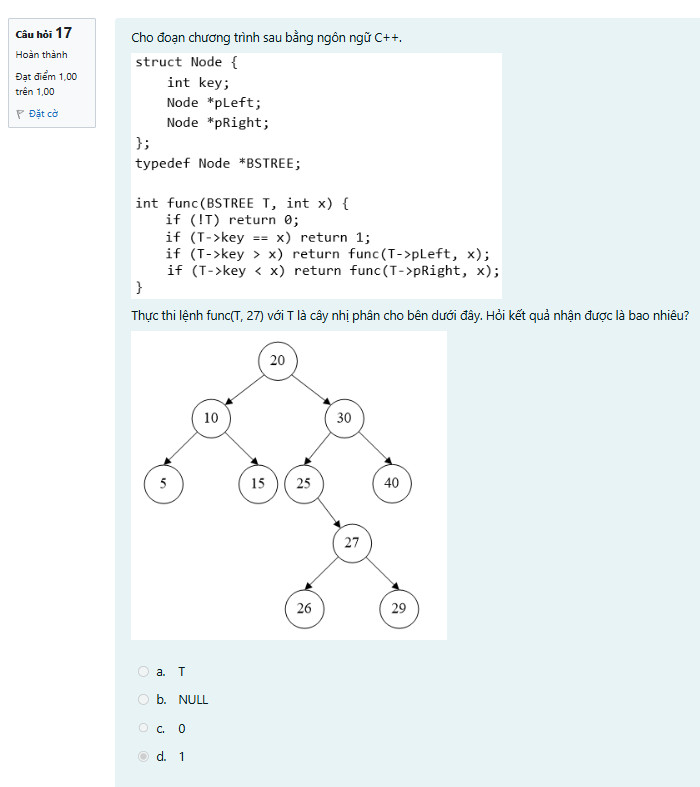 Câu hỏi 17
Hoàn thành
Đạt điểm 1,00
trên 1,00
Đặt cờ
Cho đoạn chương trình sau bằng ngôn ngữ C++.
struct Node {
    int key;
    Node *pLeft;
    Node *pRight;
};
typedef Node *BSTREE;
int func(BSTREE T, int x) {
    if (!T) return 0;
    if (T->key == x) return 1;
    if (T->key > x) return func(T->pLeft, x);
    if (T->key < x) return func(T->pRight, x);
}
Thực thi lệnh func(T, 27) với T là cây nhị phân cho bên dưới đây. Hỏi kết quả nhận được là bao nhiêu?
20
10 30
5 15 25 40
27
26 29
a. T
b. NULL
c. 0
d. 1